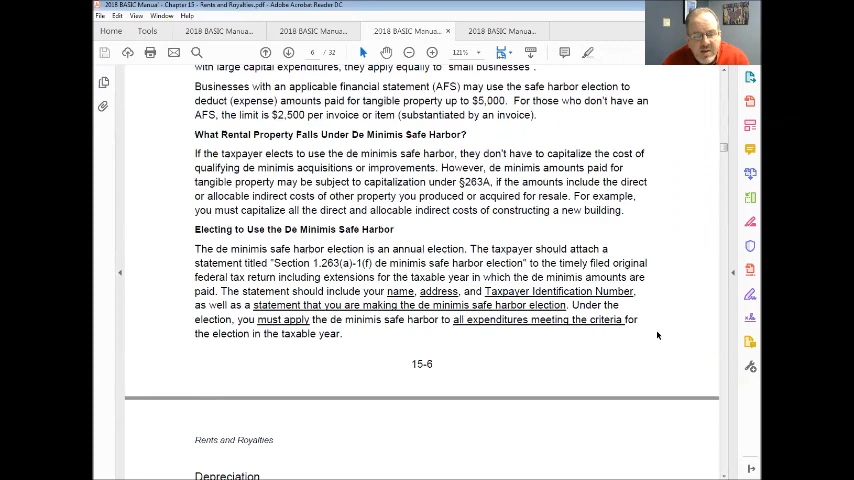 2018 BASIC Manual - Chapter 15 - Rents and Royalties.pdf - Adobe Acrobat Reader DC
File Edit View Window Help
Home Tools 2018 BASIC Manua... 2018 BASIC Manua... 2018 BASIC Manua... × 2018 BASIC Manua...
6 / 32 121%
with large capital expenditures, they apply equally to "small businesses".
Businesses with an applicable financial statement (AFS) may use the safe harbor election to
deduct (expense) amounts paid for tangible property up to $5,000. For those who don't have an
AFS, the limit is $2,500 per invoice or item (substantiated by an invoice).
What Rental Property Falls Under De Minimis Safe Harbor?
If the taxpayer elects to use the de minimis safe harbor, they don't have to capitalize the cost of
qualifying de minimis acquisitions or improvements. However, de minimis amounts paid for
tangible property may be subject to capitalization under §263A, if the amounts include the direct
or allocable indirect costs of other property you produced or acquired for resale. For example,
you must capitalize all the direct and allocable indirect costs of constructing a new building.
Electing to Use the De Minimis Safe Harbor
The de minimis safe harbor election is an annual election. The taxpayer should attach a
statement titled "Section 1.263(a)-1(f) de minimis safe harbor election" to the timely filed original
federal tax return including extensions for the taxable year in which the de minimis amounts are
paid. The statement should include your name, address, and Taxpayer Identification Number,
as well as a statement that you are making the de minimis safe harbor election. Under the
election, you must apply the de minimis safe harbor to all expenditures meeting the criteria for
the election in the taxable year.
15-6
Rents and Royalties
Depreciation